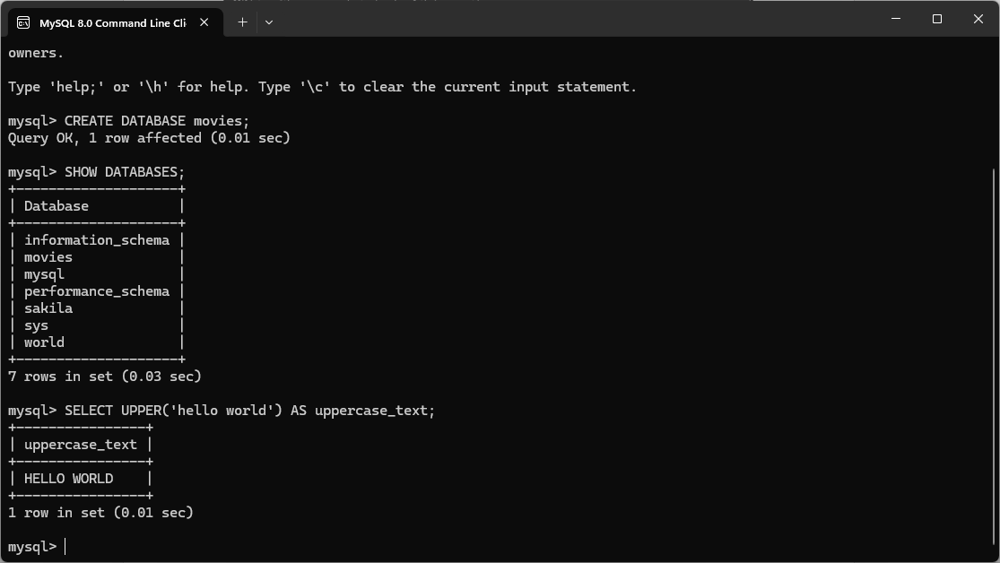 MySQL 8.0 Command Line Cli
owners.
Type 'help;' or '\h' for help. Type '\c' to clear the current input statement.
mysql> CREATE DATABASE movies;
Query OK, 1 row affected (0.01 sec)
mysql> SHOW DATABASES;
+--------------------+
| Database           |
+--------------------+
| information_schema |
| movies             |
| mysql              |
| performance_schema |
| sakila             |
| sys                |
| world              |
+--------------------+
7 rows in set (0.03 sec)
mysql> SELECT UPPER('hello world') AS uppercase_text;
+----------------+
| uppercase_text |
+----------------+
| HELLO WORLD    |
+----------------+
1 row in set (0.01 sec)
mysql>